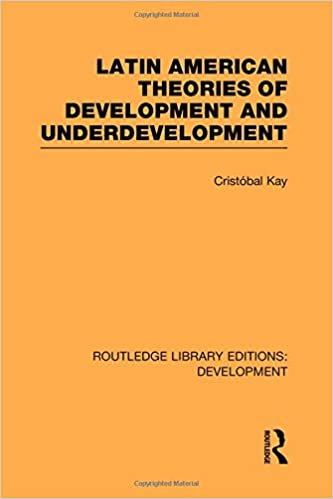 LATIN AMERICAN
THEORIES OF
DEVELOPMENT AND
UNDERDEVELOPMENT
Cristóbal Kay
ROUTLEDGE LIBRARY EDITIONS:
DEVELOPMENT
ROUTLEDGE